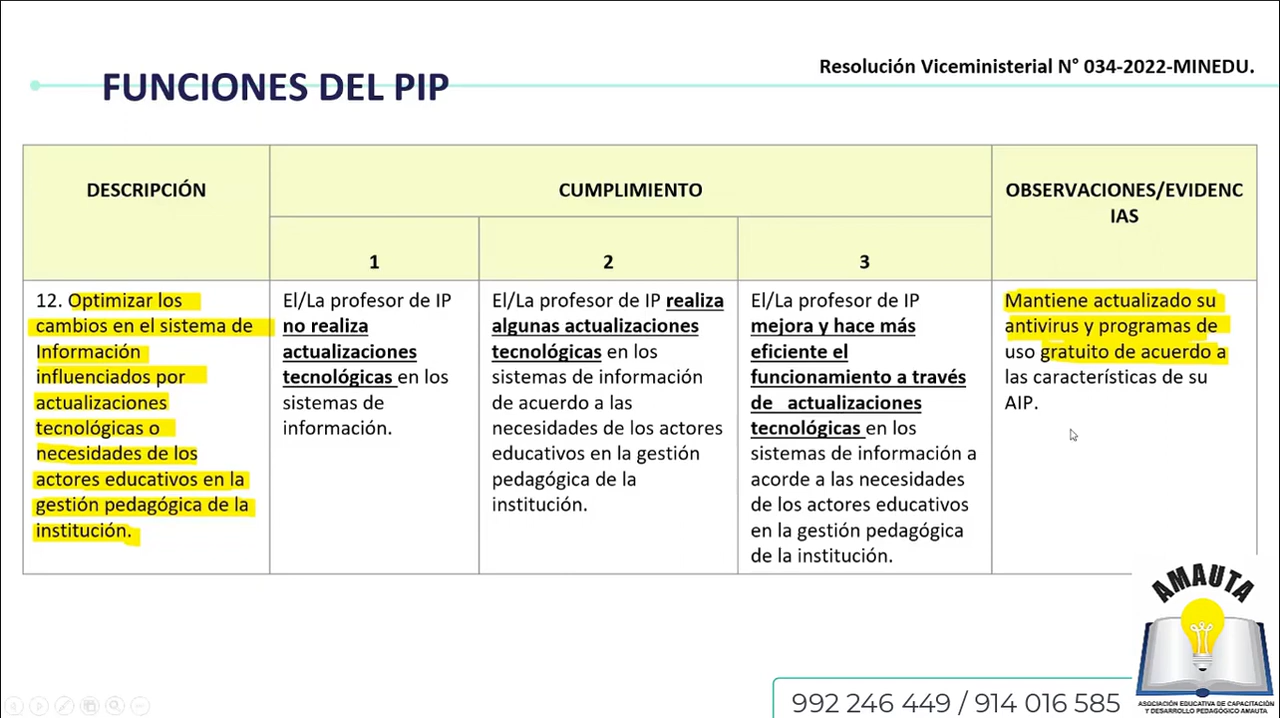 FUNCIONES DEL PIP
Resolución Viceministerial N° 034-2022-MINEDU.
DESCRIPCIÓN
CUMPLIMIENTO
OBSERVACIONES/EVIDENC
IAS
1
2
3
12. Optimizar los
cambios en el sistema de
Información
influenciados por
actualizaciones
tecnológicas o
necesidades de los
actores educativos en la
gestión pedagógica de la
institución.
El/La profesor de IP
no realiza
actualizaciones
tecnológicas en los
sistemas de
información.
El/La profesor de IP realiza
algunas actualizaciones
tecnológicas en los
sistemas de información
de acuerdo a las
necesidades de los actores
educativos en la gestión
pedagógica de la
institución.
El/La profesor de IP
mejora y hace más
eficiente el
funcionamiento a través
de actualizaciones
tecnológicas en los
sistemas de información a
acorde a las necesidades
de los actores educativos
en la gestión pedagógica
de la institución.
Mantiene actualizado su
antivirus y programas de
uso gratuito de acuerdo a
las características de su
AIP.
AMAUTA
ASOCIACIÓN EDUCATIVA DE CAPACITACIÓN
Y DESARROLLO PEDAGÓGICO AMAUTA
992 246 449 / 914 016 585